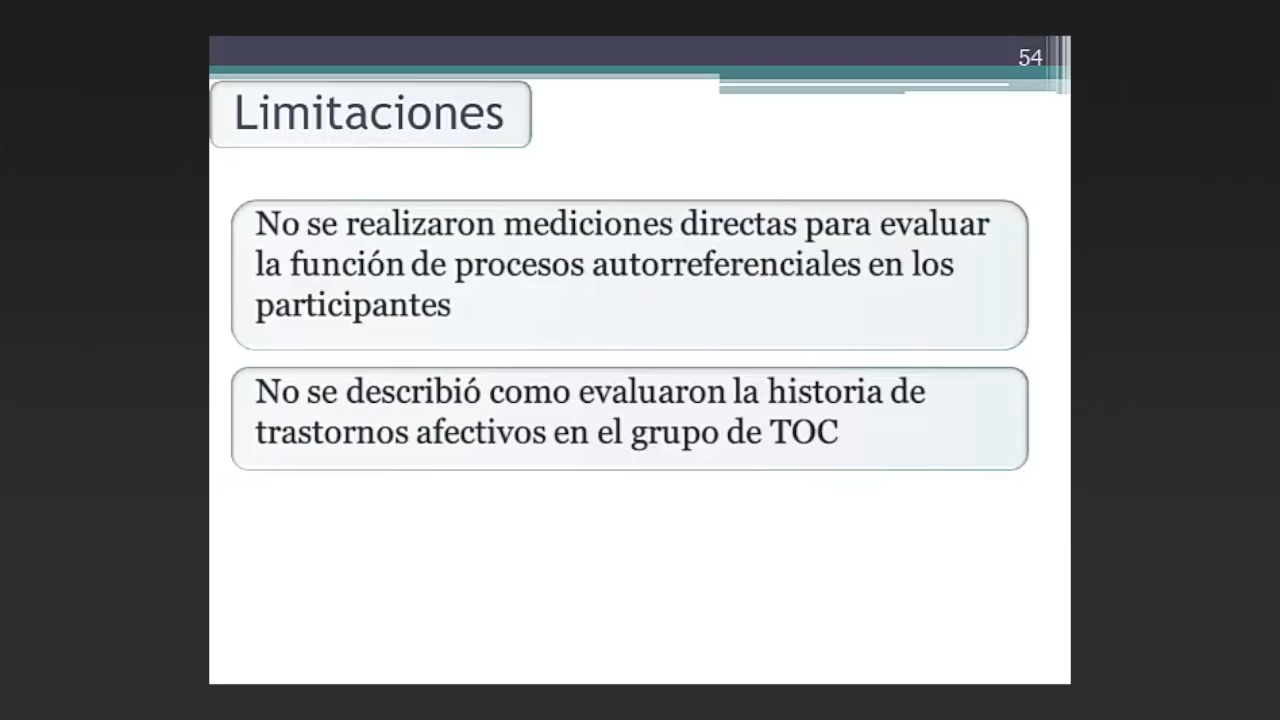 54
Limitaciones
No se realizaron mediciones directas para evaluar
la función de procesos autorreferenciales en los
participantes
No se describió como evaluaron la historia de
trastornos afectivos en el grupo de TOC